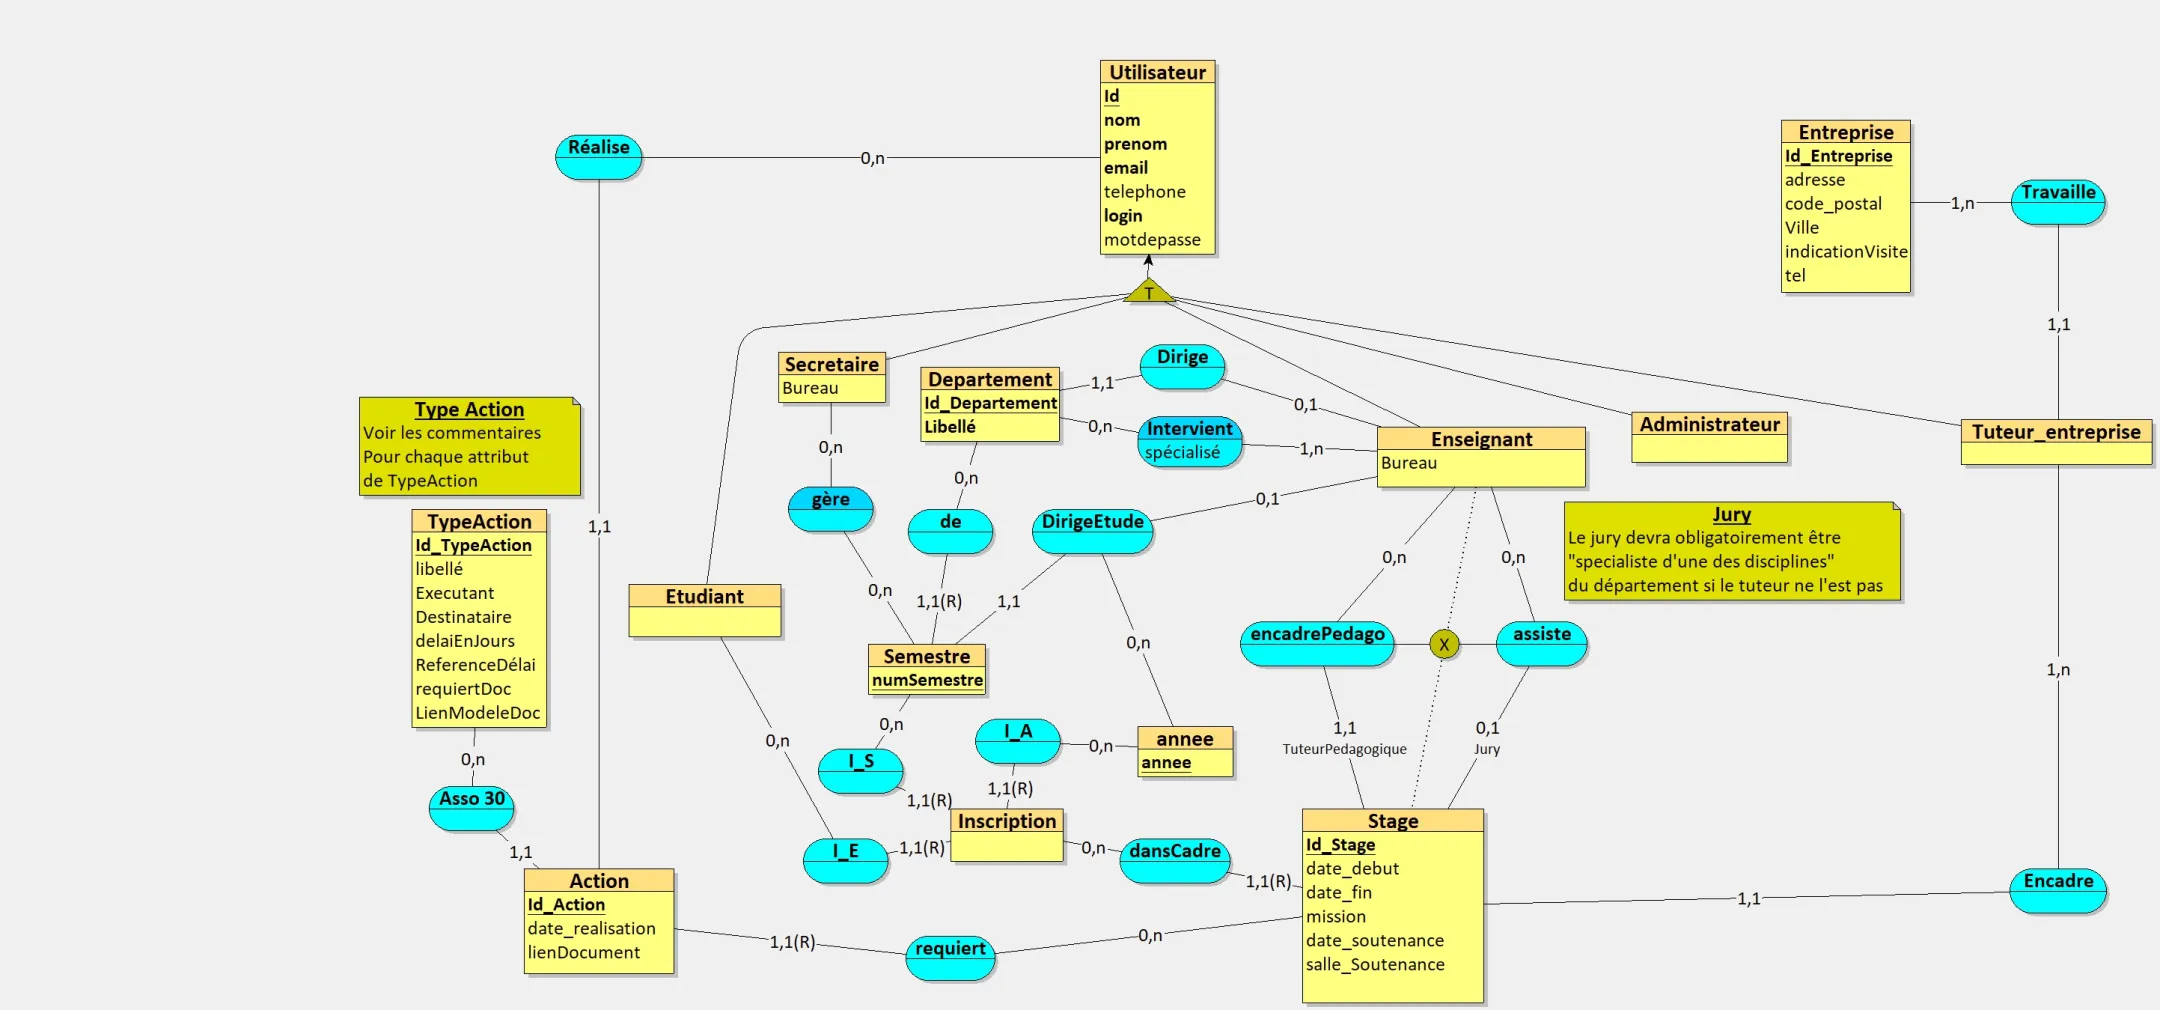 Utilisateur
Id
nom
prenom
email
telephone
login
motdepasse
Réalise
0,n
Entreprise
Id_Entreprise
adresse
code_postal
Ville
indicationVisite
tel
1,n
Travaille
1,1
T
Secretaire
Bureau
0,n
gère
0,n
Departement
Id_Departement
Libellé
1,1
Dirige
0,1
0,n
Intervient
spécialisé
1,n
Enseignant
Bureau
Administrateur
Tuteur_entreprise
Type Action
Voir les commentaires
Pour chaque attribut
de TypeAction
TypeAction
Id_TypeAction
libellé
Executant
Destinataire
delaiEnJours
ReferenceDélai
requiertDoc
LienModeleDoc
1,1
0,n
de
1,1(R)
DirigeEtude
0,1
1,1
0,n
Jury
Le jury devra obligatoirement être
"specialiste d'une des disciplines"
du département si le tuteur ne l'est pas
0,n
0,n
encadrePedago
X
assiste
1,1
TuteurPedagogique
0,1
Jury
1,n
Etudiant
0,n
Semestre
numSemestre
0,n
I_S
1,1(R)
I_A
0,n
1,1(R)
annee
annee
0,n
Asso 30
1,1
I_E
1,1(R)
Inscription
0,n
dansCadre
1,1(R)
Stage
Id_Stage
date_debut
date_fin
mission
date_soutenance
salle_Soutenance
1,1
Encadre
Action
Id_Action
date_realisation
lienDocument
1,1(R)
requiert
0,n